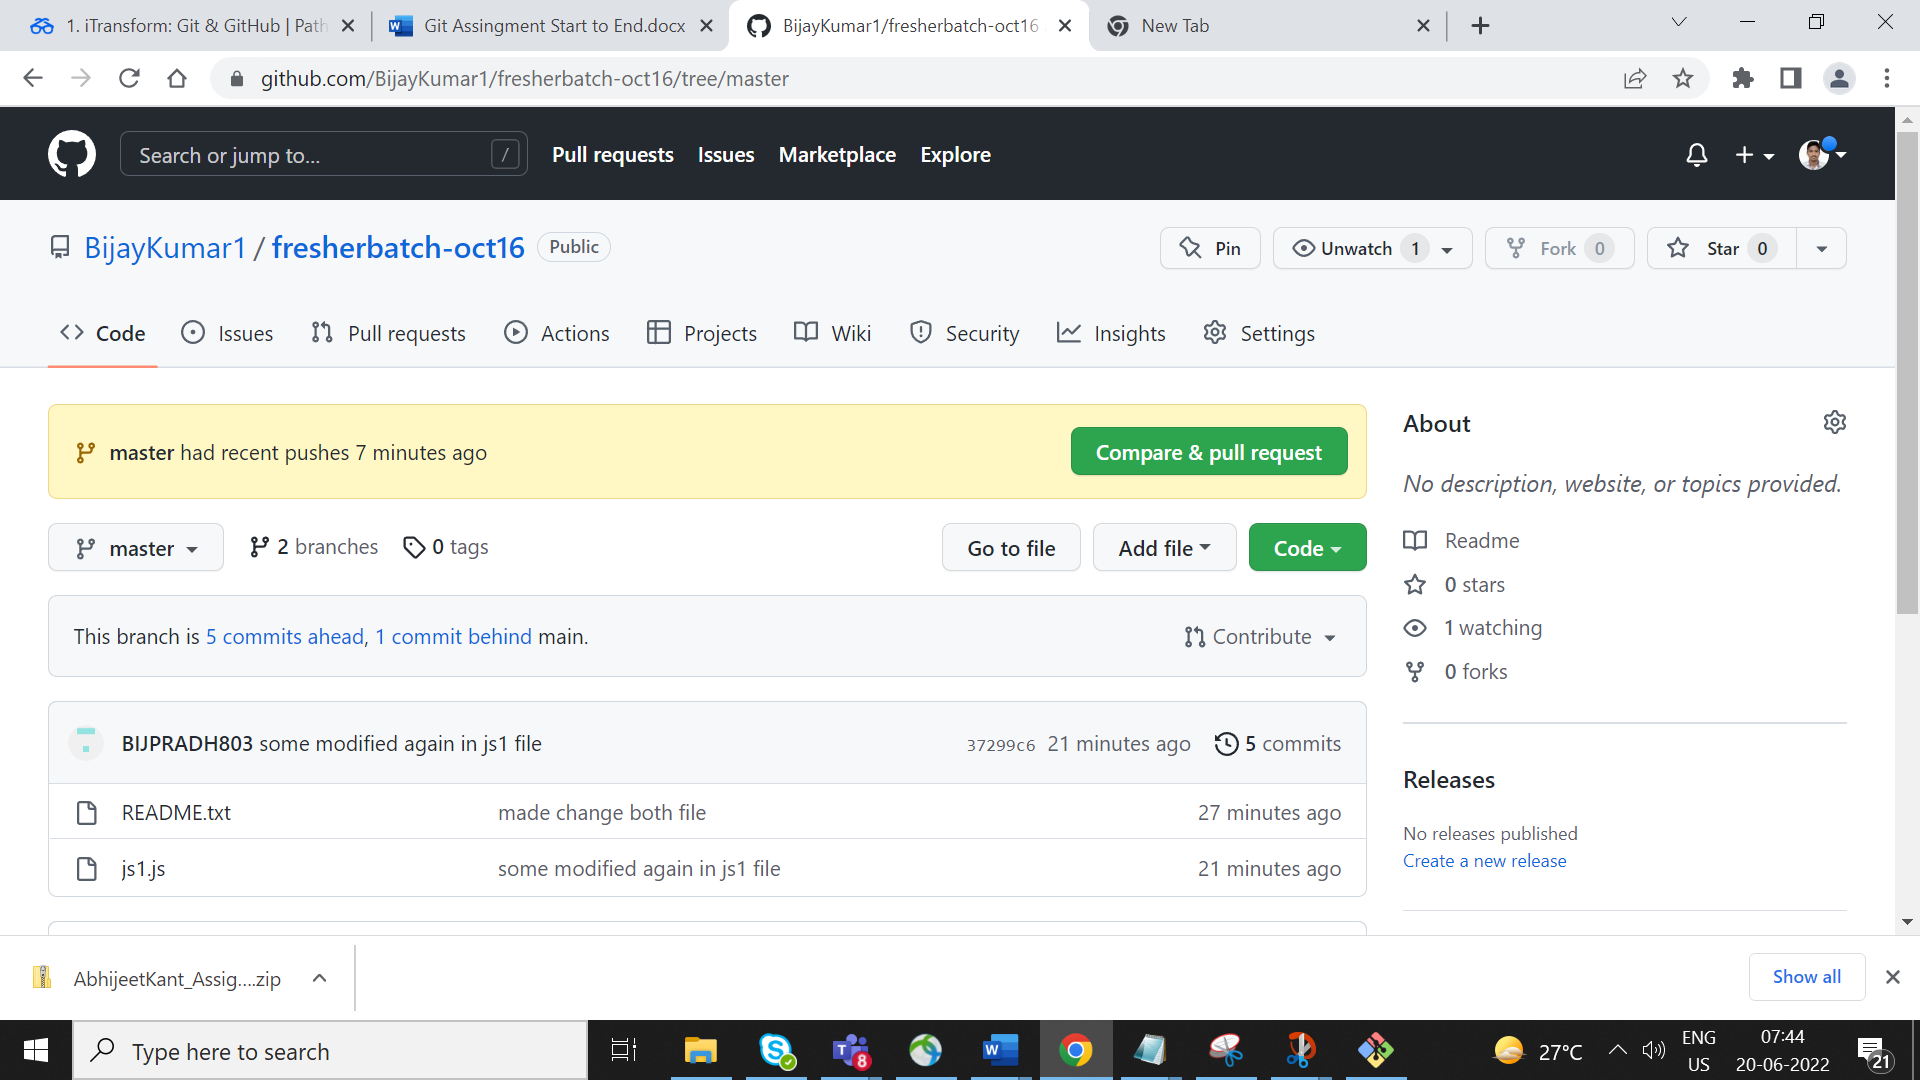 1. iTransform: Git & GitHub | Path
Git Assingment Start to End.docx
BijayKumar1/fresherbatch-oct16
New Tab
github.com/BijayKumar1/fresherbatch-oct16/tree/master
Search or jump to... /
Pull requests Issues Marketplace Explore
BijayKumar1 / fresherbatch-oct16 Public
Pin
Unwatch 1
Fork 0
Star 0
Code Issues Pull requests Actions Projects Wiki Security Insights Settings
master had recent pushes 7 minutes ago
Compare & pull request
master 2 branches 0 tags
Go to file Add file Code
This branch is 5 commits ahead, 1 commit behind main.
Contribute
BIJPRADH803 some modified again in js1 file 37299c6 21 minutes ago 5 commits
README.txt made change both file 27 minutes ago
js1.js some modified again in js1 file 21 minutes ago
About
No description, website, or topics provided.
Readme
0 stars
1 watching
0 forks
Releases
No releases published
Create a new release
AbhijeetKant_Assig....zip
Show all
Type here to search
8
27°C
ENG
US
07:44
20-06-2022
21